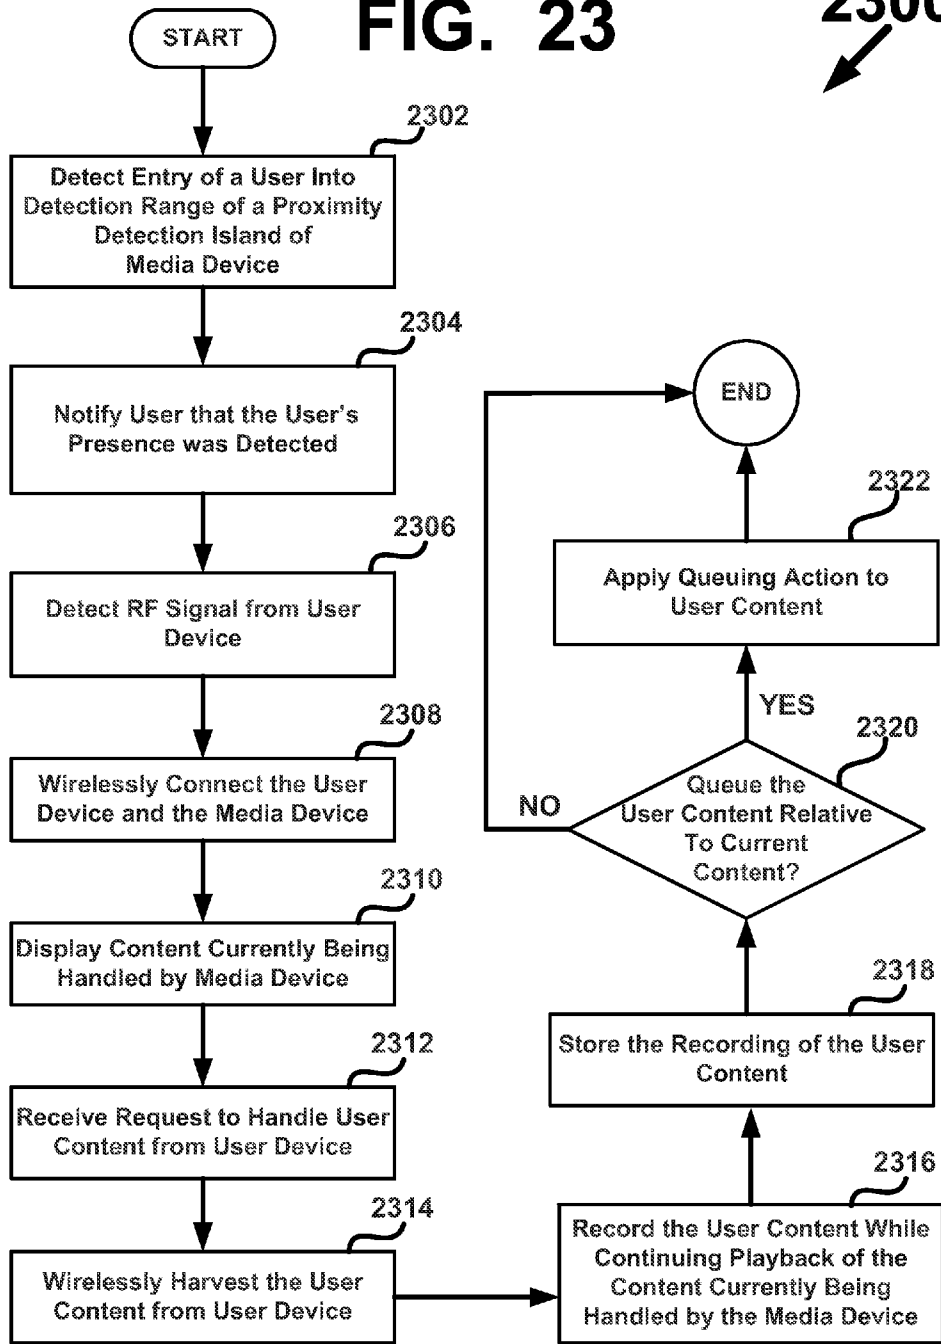 FIG. 23
2300
START
2302
Detect Entry of a User Into
Detection Range of a Proximity
Detection Island of
Media Device
2304
Notify User that the User's
Presence was Detected
2306
Detect RF Signal from User
Device
2308
Wirelessly Connect the User
Device and the Media Device
2310
Display Content Currently Being
Handled by Media Device
2312
Receive Request to Handle User
Content from User Device
2314
Wirelessly Harvest the User
Content from User Device
2316
Record the User Content While
Continuing Playback of the
Content Currently Being
Handled by the Media Device
2318
Store the Recording of the User
Content
2320
Queue the
User Content Relative
To Current
Content?
NO
YES
2322
Apply Queuing Action to
User Content
END